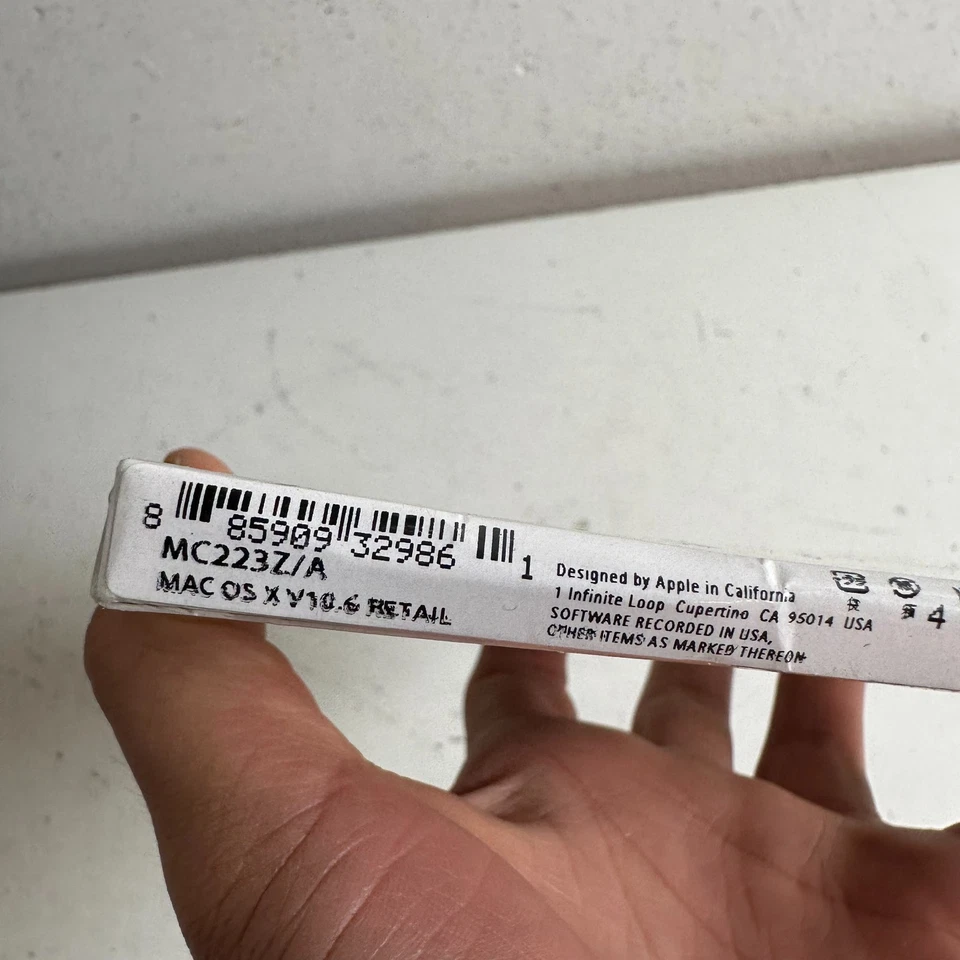 8 85909 32986 1
MC223Z/A
MAC OS X V10.6 RETAIL
Designed by Apple in California
1 Infinite Loop Cupertino CA 95014 USA
SOFTWARE RECORDED IN USA,
OTHER ITEMS AS MARKED THEREON
4